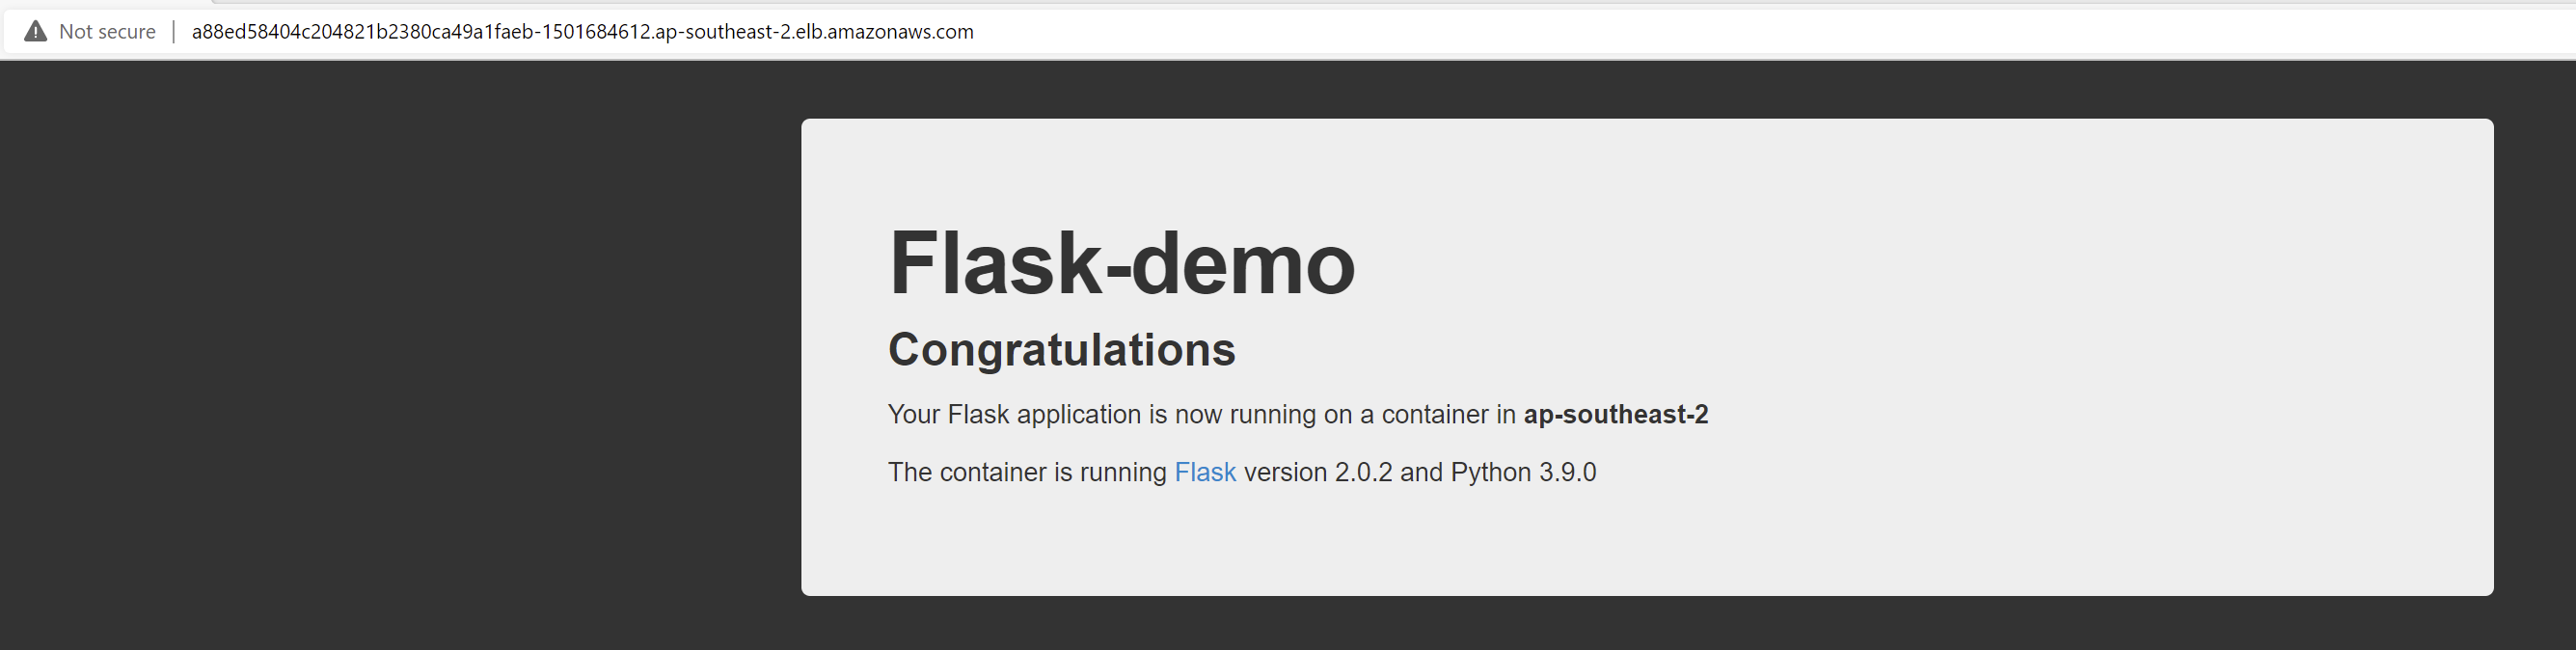 Not secure | a88ed58404c204821b2380ca49a1faeb-1501684612.ap-southeast-2.elb.amazonaws.com
Flask-demo
Congratulations
Your Flask application is now running on a container in ap-southeast-2
The container is running Flask version 2.0.2 and Python 3.9.0